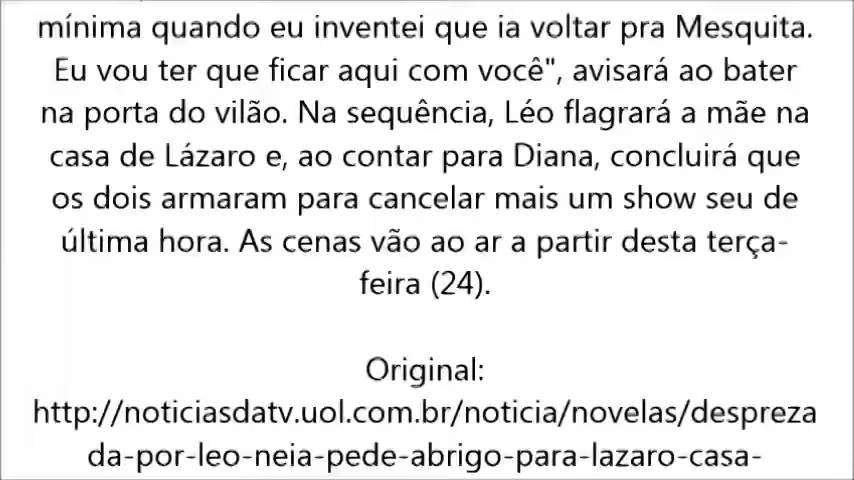 mínima quando eu inventei que ia voltar pra Mesquita.
Eu vou ter que ficar aqui com você", avisará ao bater
na porta do vilão. Na sequência, Léo flagrará a mãe na
casa de Lázaro e, ao contar para Diana, concluirá que
os dois armaram para cancelar mais um show seu de
última hora. As cenas vão ao ar a partir desta terça-
feira (24).
Original:
http://noticiasdatv.uol.com.br/noticia/novelas/despreza
da-por-leo-neia-pede-abrigo-para-lazaro-casa-